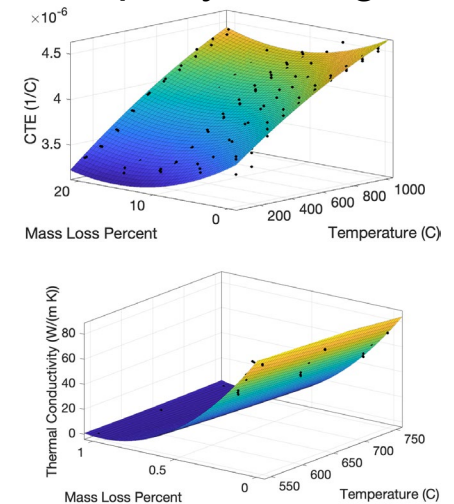 ×10⁻⁶
4.5
4
3.5
CTE (1/C)
20
10
0
200 400 600 800 1000
Mass Loss Percent
Temperature (C)
80
60
40
20
0
Thermal Conductivity (W/(m K))
1
0.5
0
550 600 650 700 750
Mass Loss Percent
Temperature (C)